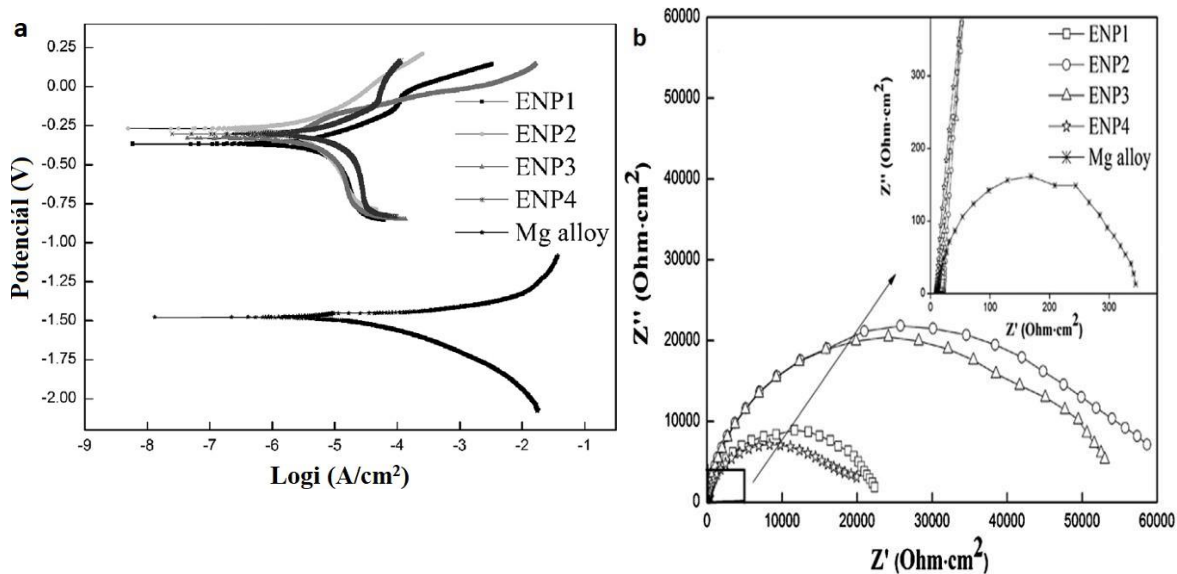 a
0.25
0.00
-0.25
-0.50
-0.75
-1.00
-1.25
-1.50
-1.75
-2.00
Potenciál (V)
ENP1
ENP2
ENP3
ENP4
Mg alloy
-9 -8 -7 -6 -5 -4 -3 -2 -1
Logi (A/cm²)
b
60000
50000
40000
30000
20000
10000
0
Z'' (Ohm·cm²)
0 10000 20000 30000 40000 50000 60000
Z' (Ohm·cm²)
ENP1
ENP2
ENP3
ENP4
Mg alloy
300
200
100
0
Z'' (Ohm·cm²)
0 100 200 300
Z' (Ohm·cm²)